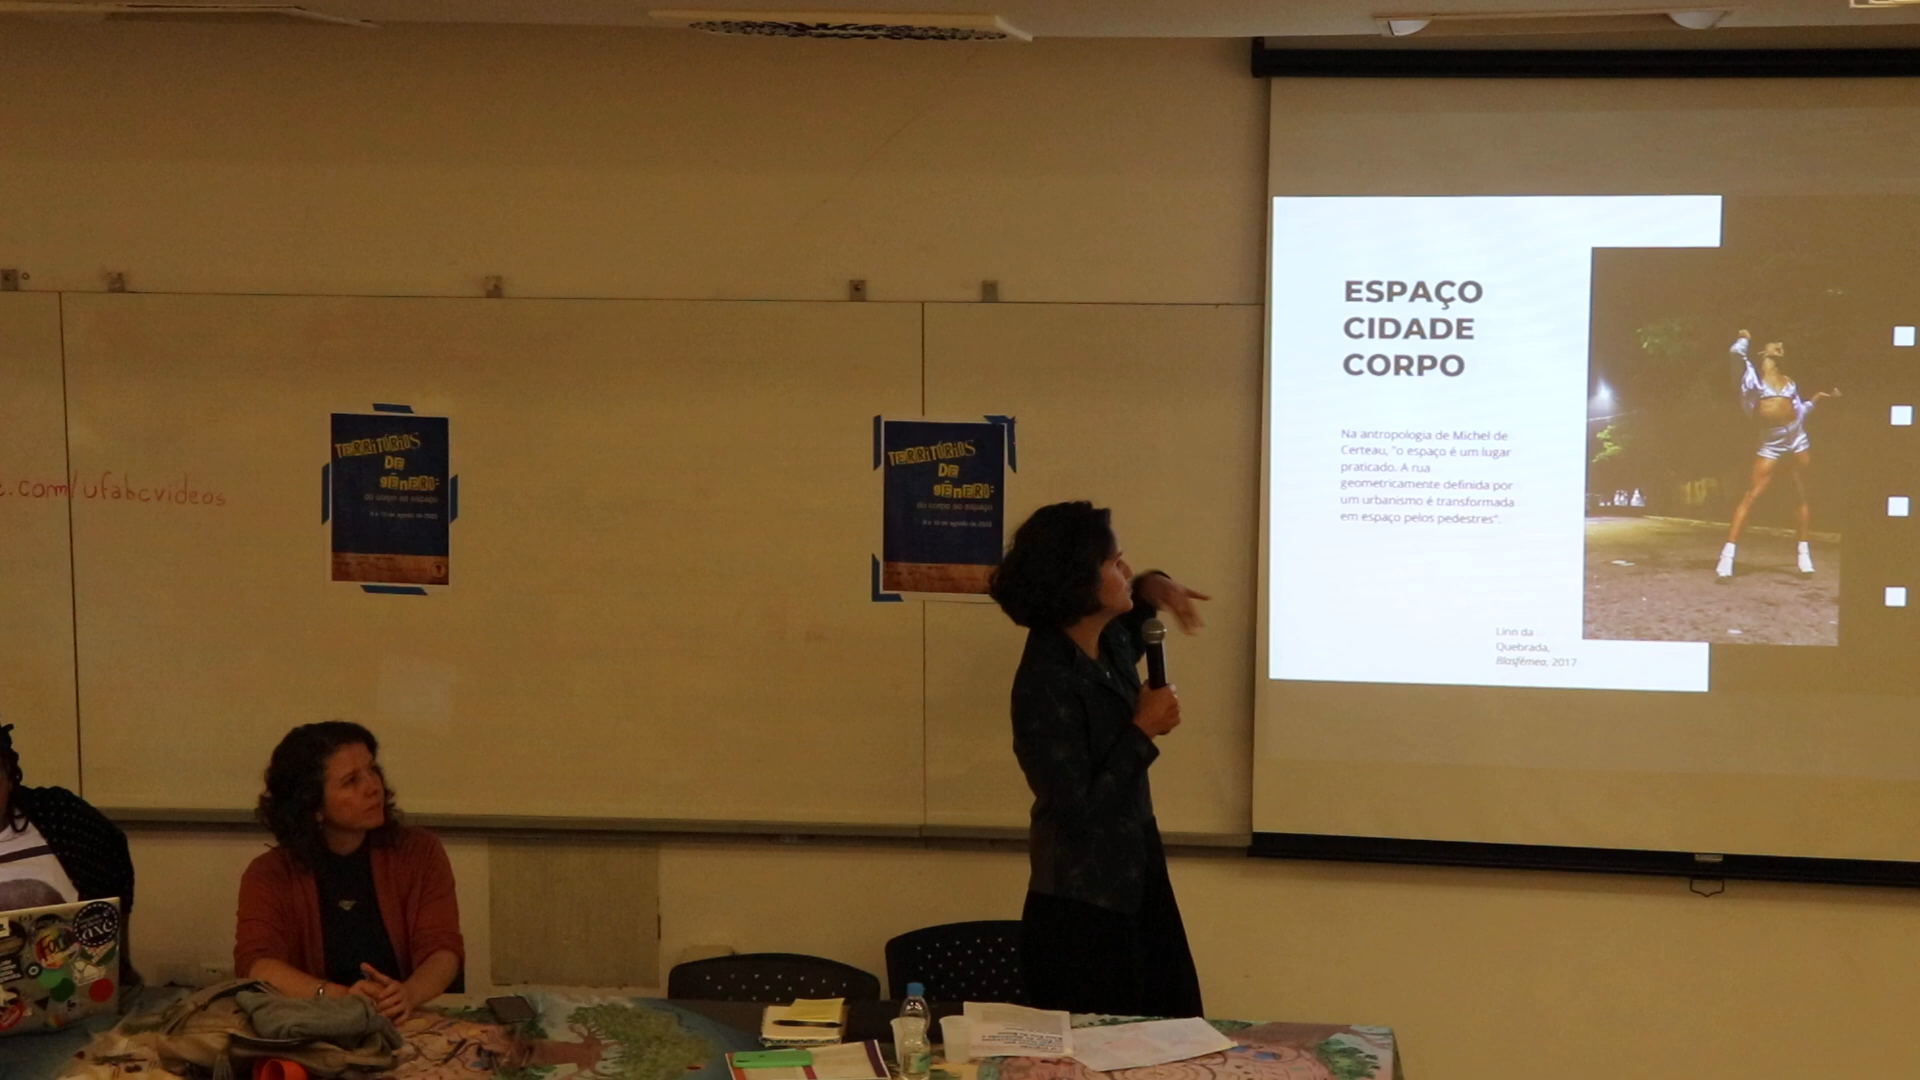 e.com/ufabcvideos
TERRITÓRIOS
DE
GÊNERO:
do corpo ao espaço
TERRITÓRIOS
DE
GÊNERO:
do corpo ao espaço
ESPAÇO
CIDADE
CORPO
Na antropologia de Michel de
Certeau, "o espaço é um lugar
praticado. A rua
geometricamente definida por
um urbanismo é transformada
em espaço pelos pedestres".
Linn da
Quebrada,
Blasfêmea, 2017
axé